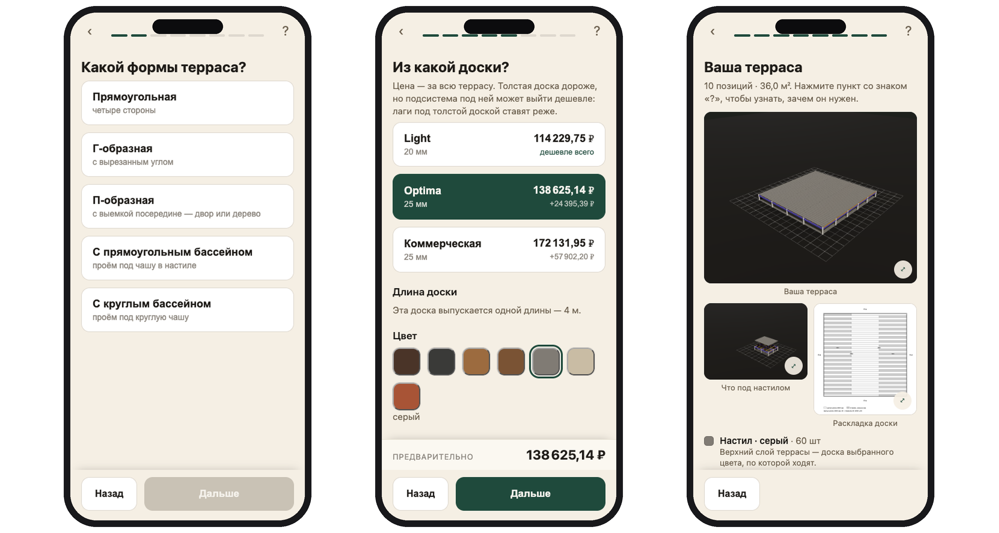 ‹
?
Какой формы терраса?
Прямоугольная
четыре стороны
Г-образная
с вырезанным углом
П-образная
с выемкой посередине — двор или дерево
С прямоугольным бассейном
проём под чашу в настиле
С круглым бассейном
проём под круглую чашу
Назад
Дальше
‹
?
Из какой доски?
Цена — за всю террасу. Толстая доска дороже,
но подсистема под ней может выйти дешевле:
лаги под толстой доской ставят реже.
Light
114 229,75 ₽
20 мм
дешевле всего
Optima
138 625,14 ₽
25 мм
+24 395,39 ₽
Коммерческая
172 131,95 ₽
25 мм
+57 902,20 ₽
Длина доски
Эта доска выпускается одной длины — 4 м.
Цвет
серый
ПРЕДВАРИТЕЛЬНО
138 625,14 ₽
Назад
Дальше
‹
?
Ваша терраса
10 позиций · 36,0 м². Нажмите пункт со знаком
«?», чтобы узнать, зачем он нужен.
Ваша терраса
Что под настилом
Раскладка доски
Настил · серый · 60 шт
Верхний слой террасы — доска выбранного
цвета, по которой ходят.
Назад